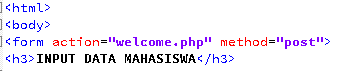 <html>
<body>
<form action="welcome.php" method="post">
<h3>INPUT DATA MAHASISWA</h3>